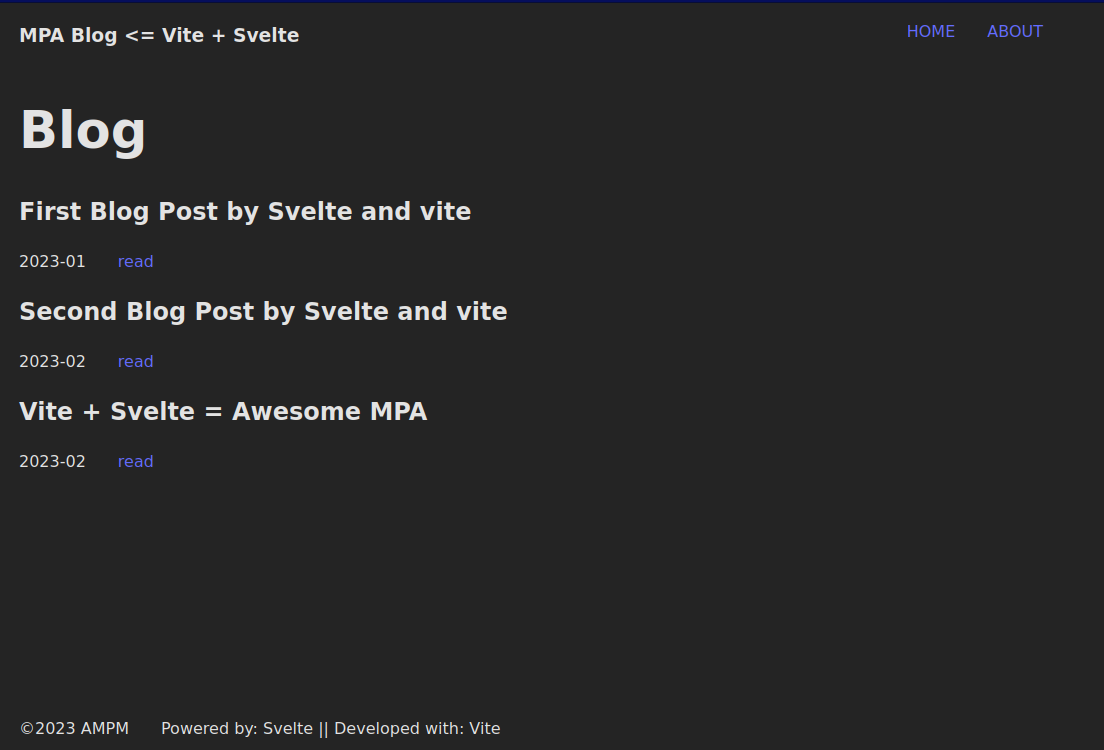 MPA Blog <= Vite + Svelte HOME ABOUT
Blog
First Blog Post by Svelte and vite
2023-01 read
Second Blog Post by Svelte and vite
2023-02 read
Vite + Svelte = Awesome MPA
2023-02 read
©2023 AMPM Powered by: Svelte || Developed with: Vite